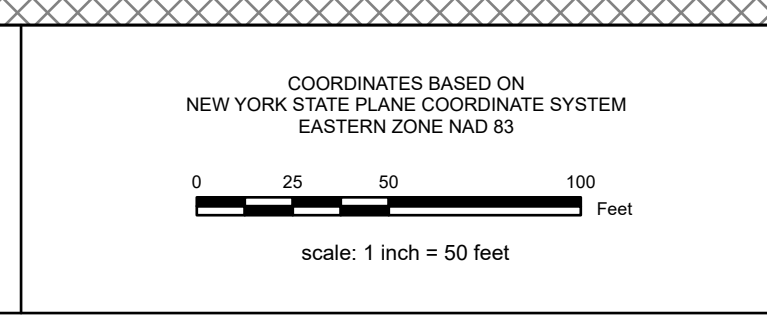 COORDINATES BASED ON
NEW YORK STATE PLANE COORDINATE SYSTEM
EASTERN ZONE NAD 83
0 25 50 100
Feet
scale: 1 inch = 50 feet